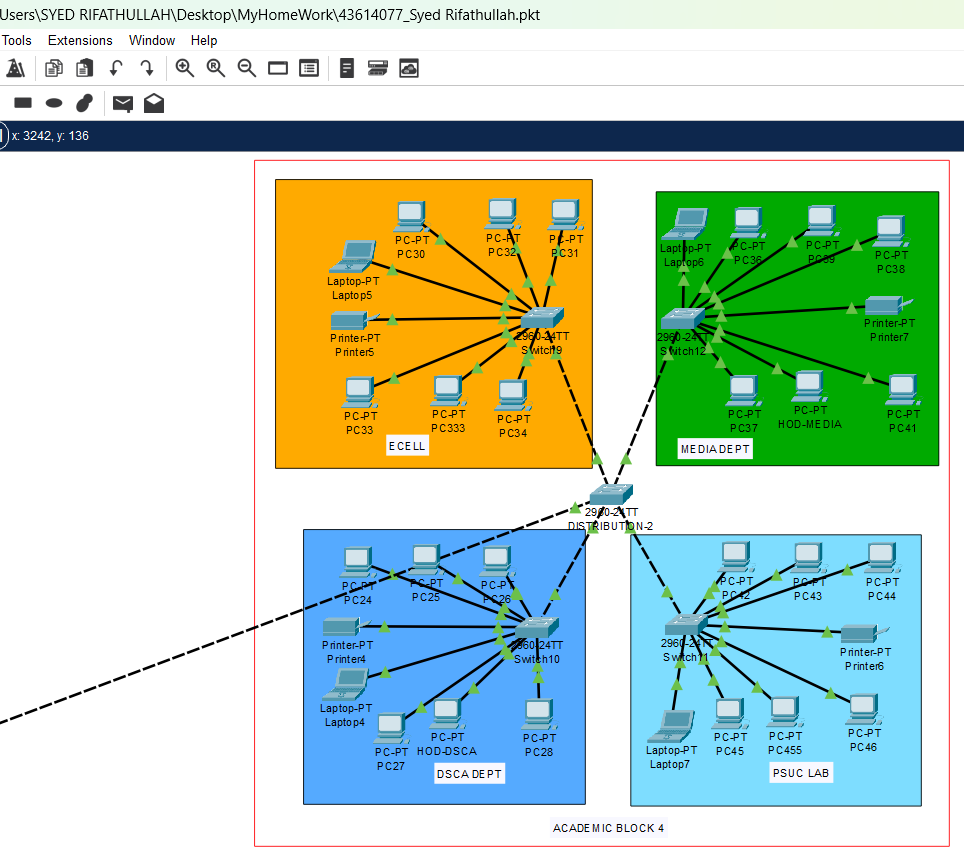 Users\SYED RIFATHULLAH\Desktop\MyHomeWork\43614077_Syed Rifathullah.pkt
Tools Extensions Window Help
x: 3242, y: 136
PC-PT
PC30
PC-PT
PC32
PC-PT
PC31
Laptop-PT
Laptop5
Printer-PT
Printer5
2960-24TT
Switch9
PC-PT
PC33
PC-PT
PC333
PC-PT
PC34
ECELL
Laptop-PT
Laptop6
PC-PT
PC36
PC-PT
PC39
PC-PT
PC38
Printer-PT
Printer7
2960-24TT
Switch12
PC-PT
PC37
PC-PT
HOD-MEDIA
PC-PT
PC41
MEDIA DEPT
2960-24TT
DISTRIBUTION-2
PC-PT
PC24
PC-PT
PC25
PC-PT
PC26
Printer-PT
Printer4
2960-24TT
Switch10
Laptop-PT
Laptop4
PC-PT
PC27
PC-PT
HOD-DSCA
PC-PT
PC28
DSCA DEPT
PC-PT
PC42
PC-PT
PC43
PC-PT
PC44
2960-24TT
Switch11
Printer-PT
Printer6
Laptop-PT
Laptop7
PC-PT
PC45
PC-PT
PC455
PC-PT
PC46
PSUC LAB
ACADEMIC BLOCK 4